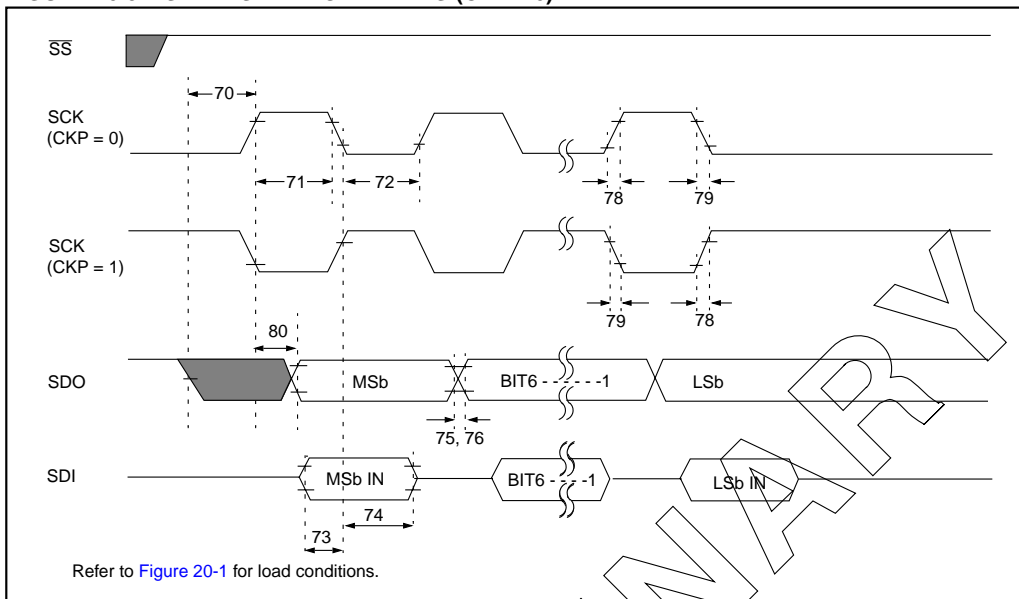 SS
70
SCK
(CKP = 0)
71
72
78
79
SCK
(CKP = 1)
79
78
80
SDO
MSb
BIT6 - - - - - -1
LSb
75, 76
SDI
MSb IN
BIT6 - - - - -1
LSb IN
74
73
Refer to Figure 20-1 for load conditions.
NARY